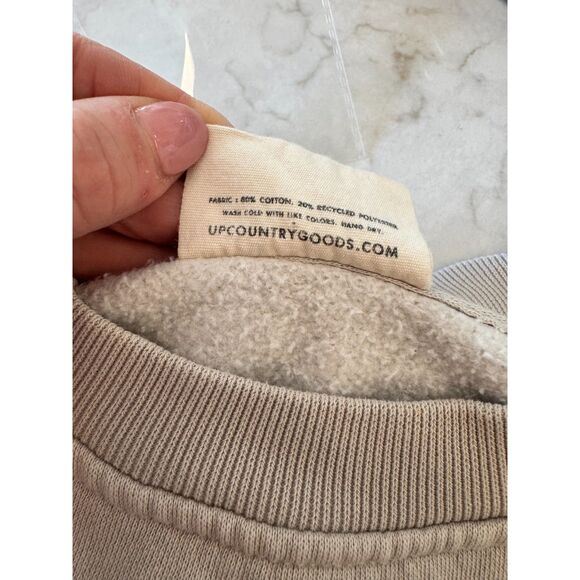 FABRIC : 80% COTTON. 20% RECYCLED POLYESTER
WASH COLD WITH LIKE COLORS. HANG DRY.
UPCOUNTRYGOODS.COM